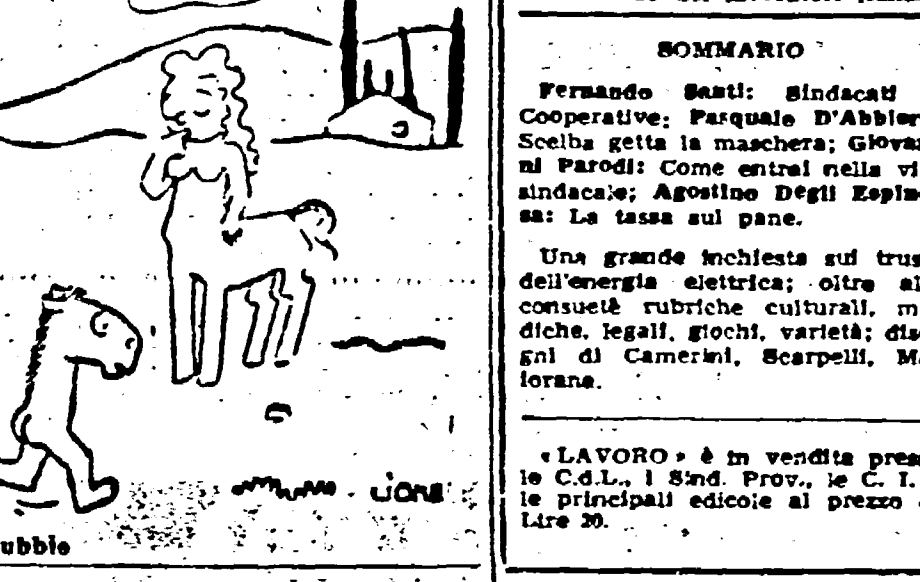 Lione
ubbio
SOMMARIO
Fernando Santi: Sindacati
Cooperative; Pasquale D'Abbier
Scelba getta la maschera; Giovan
ni Parodi: Come entrai nella vi
sindacale; Agostino Degli Espin
sa: La tassa sul pane.
Una grande inchiesta sui trus
dell'energia elettrica; oltre al
consuetè rubriche culturali, m
diche, legali, giochi, varietà; dis
gni di Camerini, Scarpelli, M
iorana.
«LAVORO» è in vendita pres
le C.d.L., i Sind. Prov., le C. I.
le principali edicole al prezzo
Lire 20.